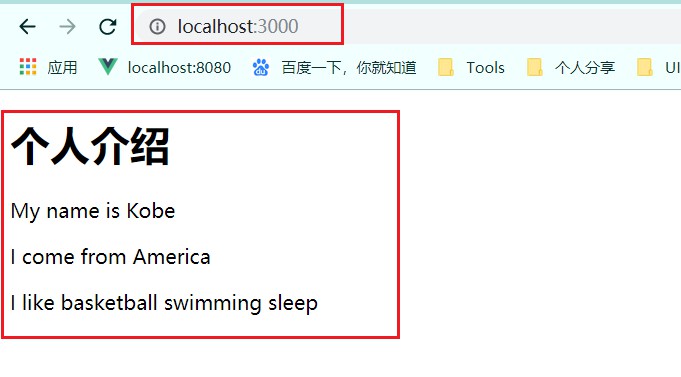 localhost:3000
应用 localhost:8080 百度一下，你就知道 Tools 个人分享 UI
个人介绍
My name is Kobe
I come from America
I like basketball swimming sleep